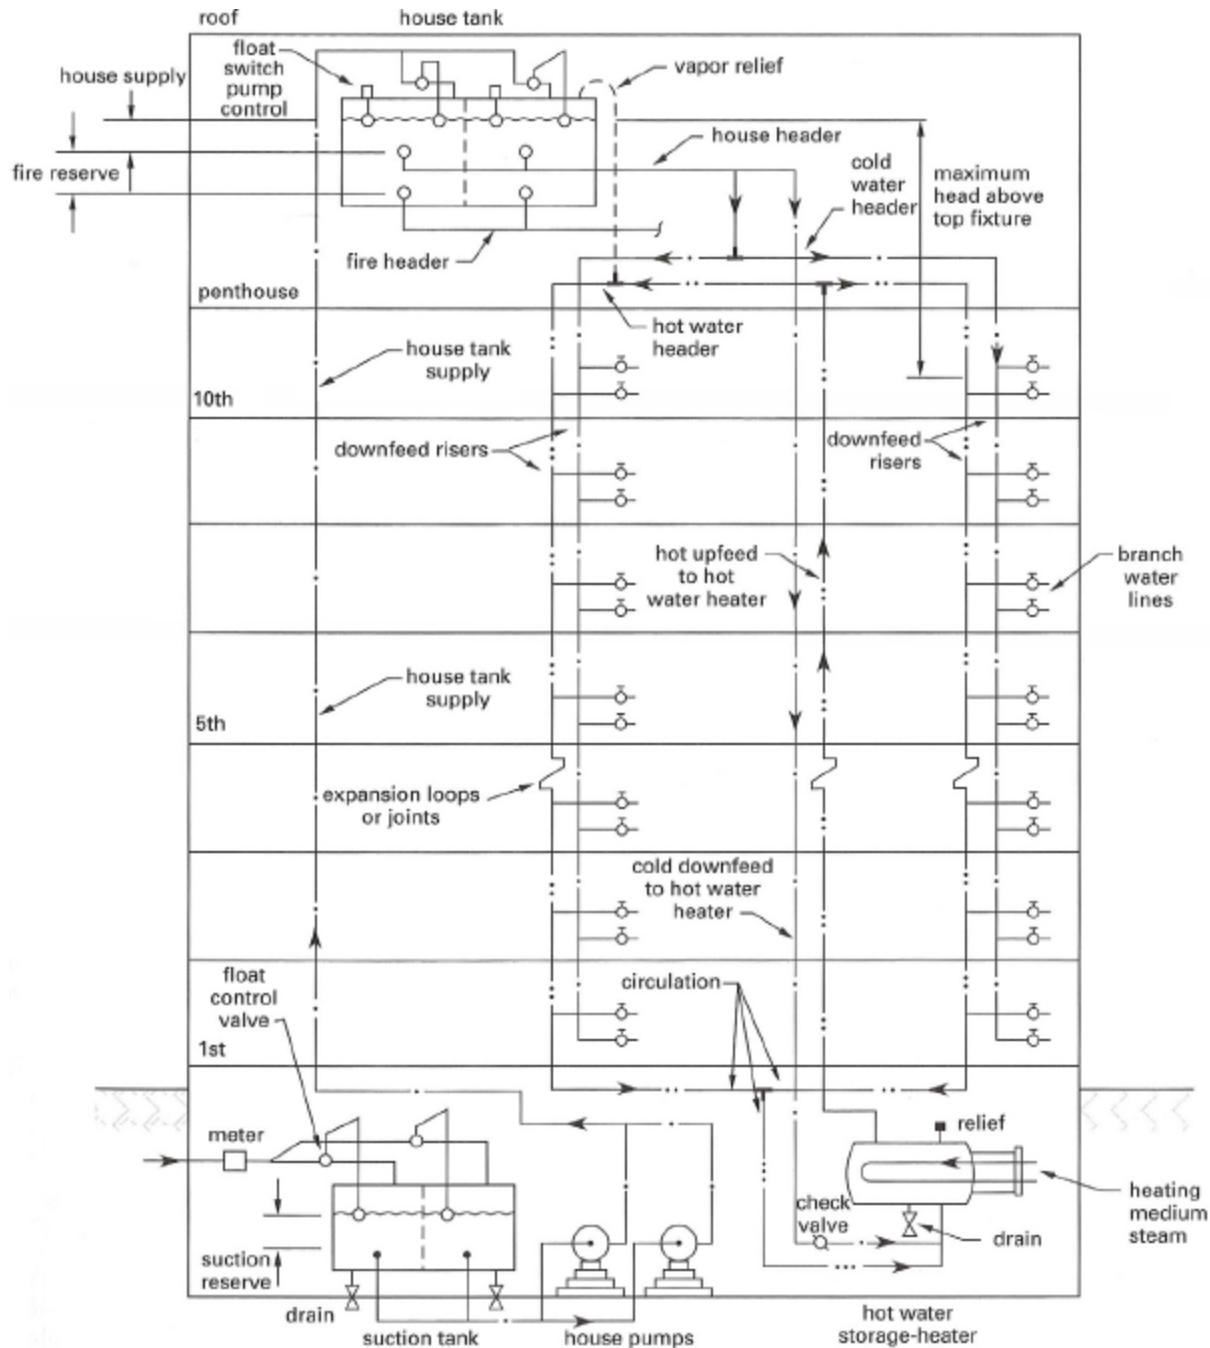 roof
house tank
float
switch
pump
control
house supply
vapor relief
house header
fire reserve
cold
water
header
maximum
head above
top fixture
fire header
penthouse
hot water
header
house tank
supply
10th
downfeed risers
downfeed
risers
hot upfeed
to hot
water heater
branch
water
lines
house tank
supply
5th
expansion loops
or joints
cold downfeed
to hot water
heater
float
control
valve
circulation
1st
meter
relief
check
valve
heating
medium
steam
drain
suction
reserve
drain
suction tank
house pumps
hot water
storage-heater